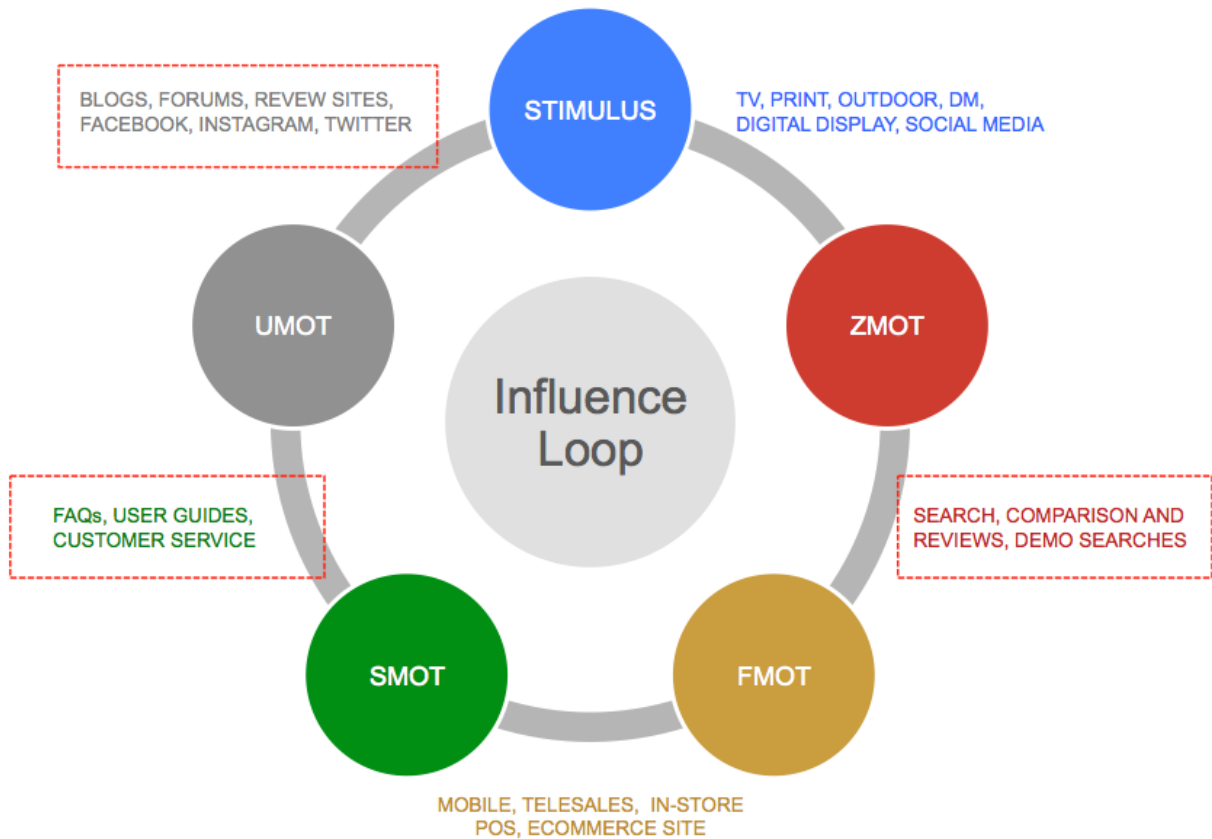 STIMULUS
BLOGS, FORUMS, REVEW SITES,
FACEBOOK, INSTAGRAM, TWITTER
TV, PRINT, OUTDOOR, DM,
DIGITAL DISPLAY, SOCIAL MEDIA
UMOT
ZMOT
Influence
Loop
FAQs, USER GUIDES,
CUSTOMER SERVICE
SEARCH, COMPARISON AND
REVIEWS, DEMO SEARCHES
SMOT
FMOT
MOBILE, TELESALES, IN-STORE
POS, ECOMMERCE SITE